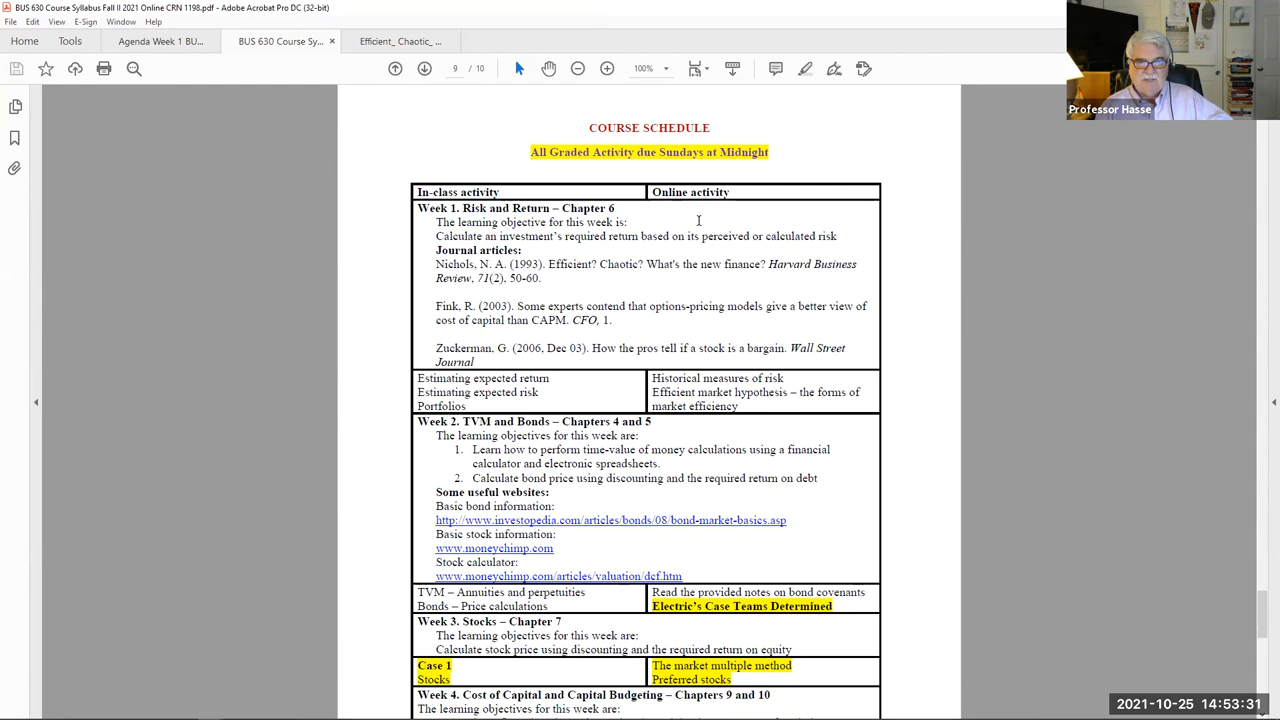 BUS 630 Course Syllabus Fall II 2021 Online CRN 1198.pdf - Adobe Acrobat Pro DC (32-bit)
File Edit View E-Sign Window Help
Home Tools Agenda Week 1 BU... BUS 630 Course Sy... × Efficient_ Chaotic_ ...
9 / 10 100%
Professor Hasse
COURSE SCHEDULE
All Graded Activity due Sundays at Midnight
In-class activity Online activity
Week 1. Risk and Return – Chapter 6
The learning objective for this week is:
Calculate an investment's required return based on its perceived or calculated risk
Journal articles:
Nichols, N. A. (1993). Efficient? Chaotic? What's the new finance? Harvard Business
Review, 71(2), 50-60.
Fink, R. (2003). Some experts contend that options-pricing models give a better view of
cost of capital than CAPM. CFO, 1.
Zuckerman, G. (2006, Dec 03). How the pros tell if a stock is a bargain. Wall Street
Journal
Estimating expected return Historical measures of risk
Estimating expected risk Efficient market hypothesis – the forms of
Portfolios market efficiency
Week 2. TVM and Bonds – Chapters 4 and 5
The learning objectives for this week are:
1. Learn how to perform time-value of money calculations using a financial
calculator and electronic spreadsheets.
2. Calculate bond price using discounting and the required return on debt
Some useful websites:
Basic bond information:
http://www.investopedia.com/articles/bonds/08/bond-market-basics.asp
Basic stock information:
www.moneychimp.com
Stock calculator:
www.moneychimp.com/articles/valuation/dcf.htm
TVM – Annuities and perpetuities Read the provided notes on bond covenants
Bonds – Price calculations Electric's Case Teams Determined
Week 3. Stocks – Chapter 7
The learning objectives for this week are:
Calculate stock price using discounting and the required return on equity
Case 1 The market multiple method
Stocks Preferred stocks
Week 4. Cost of Capital and Capital Budgeting – Chapters 9 and 10
The learning objectives for this week are:
2021-10-25 14:53:31